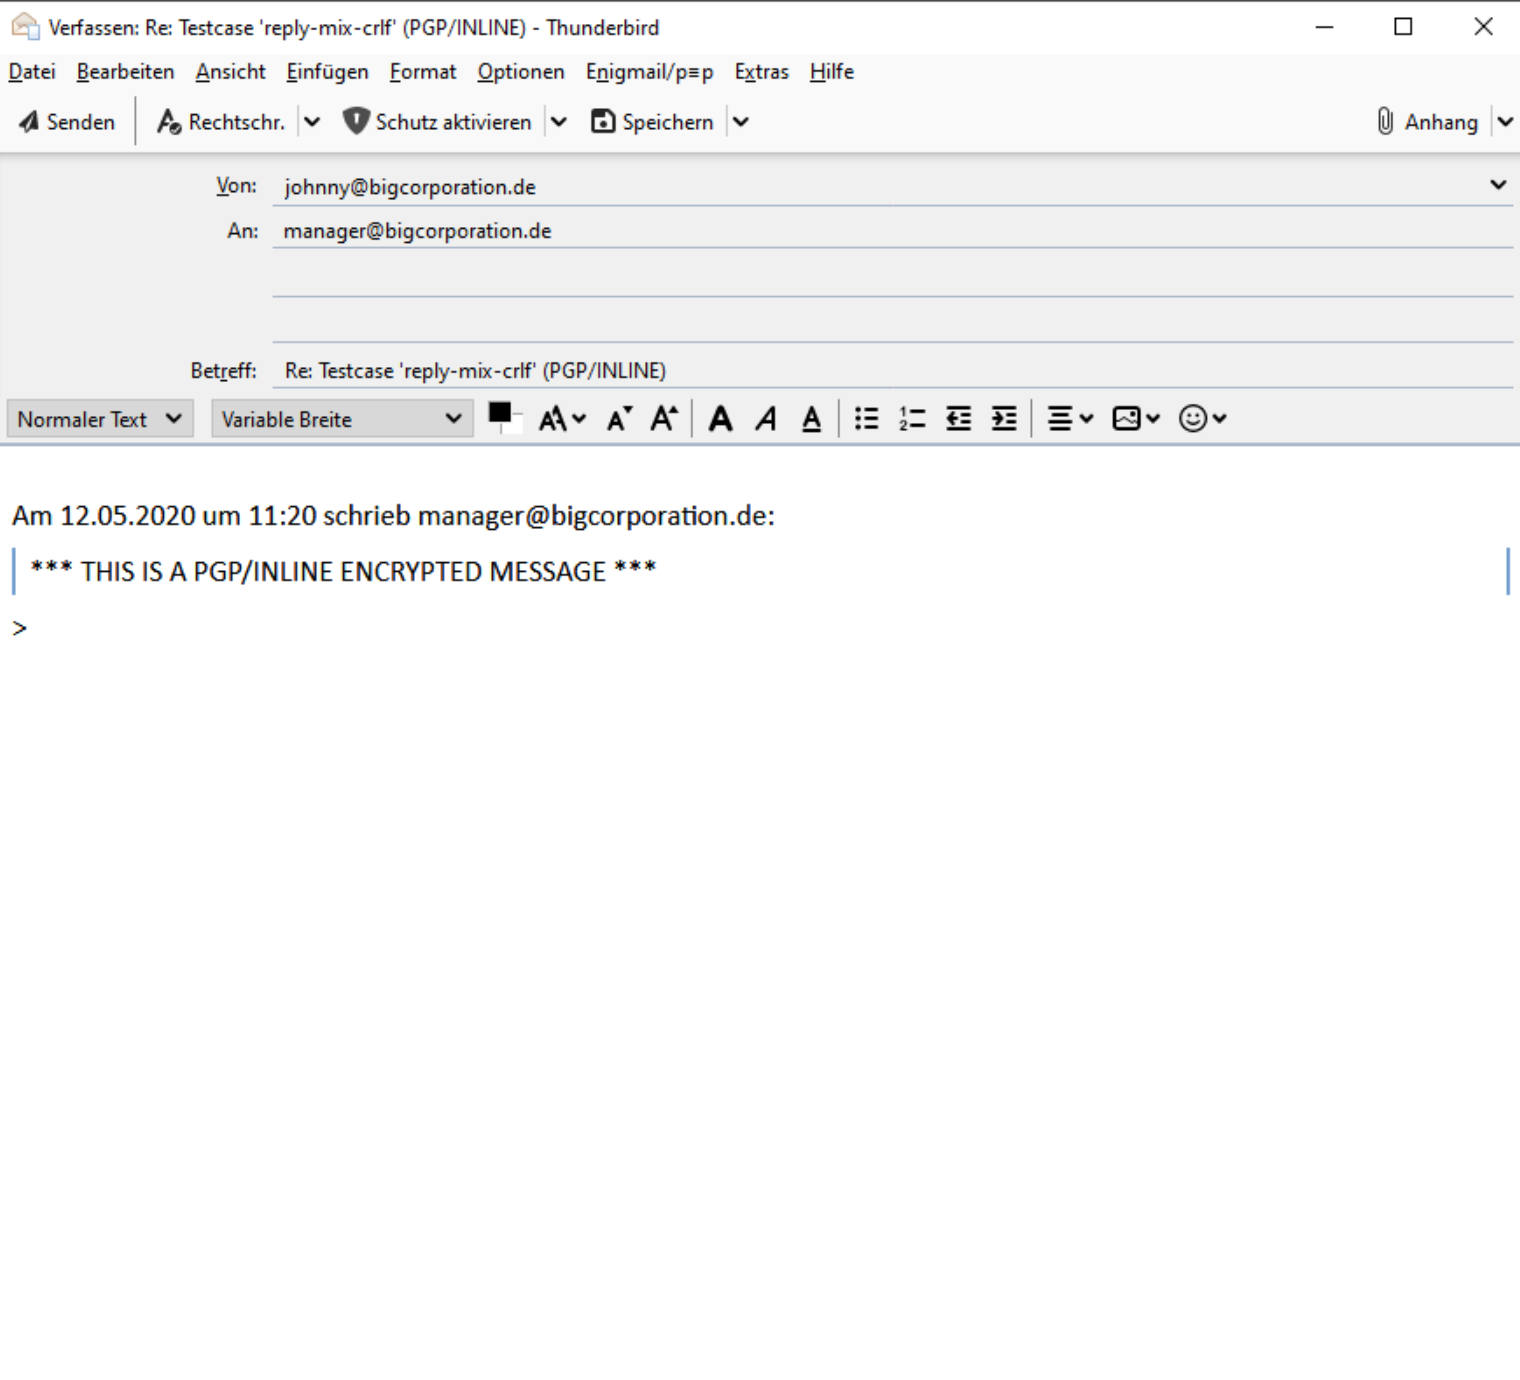 Verfassen: Re: Testcase 'reply-mix-crlf' (PGP/INLINE) - Thunderbird
Datei Bearbeiten Ansicht Einfügen Format Optionen Enigmail/p≡p Extras Hilfe
Senden Rechtschr. Schutz aktivieren Speichern Anhang
Von: johnny@bigcorporation.de
An: manager@bigcorporation.de
Betreff: Re: Testcase 'reply-mix-crlf' (PGP/INLINE)
Normaler Text Variable Breite
Am 12.05.2020 um 11:20 schrieb manager@bigcorporation.de:
*** THIS IS A PGP/INLINE ENCRYPTED MESSAGE ***
>